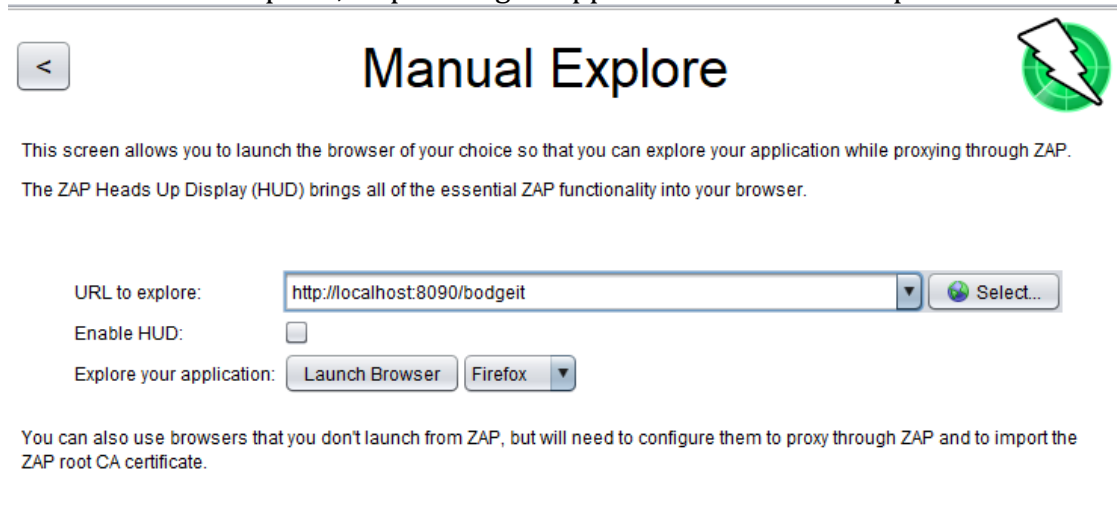 <
Manual Explore
This screen allows you to launch the browser of your choice so that you can explore your application while proxying through ZAP.
The ZAP Heads Up Display (HUD) brings all of the essential ZAP functionality into your browser.
URL to explore: http://localhost:8090/bodgeit Select...
Enable HUD:
Explore your application: Launch Browser Firefox
You can also use browsers that you don't launch from ZAP, but will need to configure them to proxy through ZAP and to import the
ZAP root CA certificate.